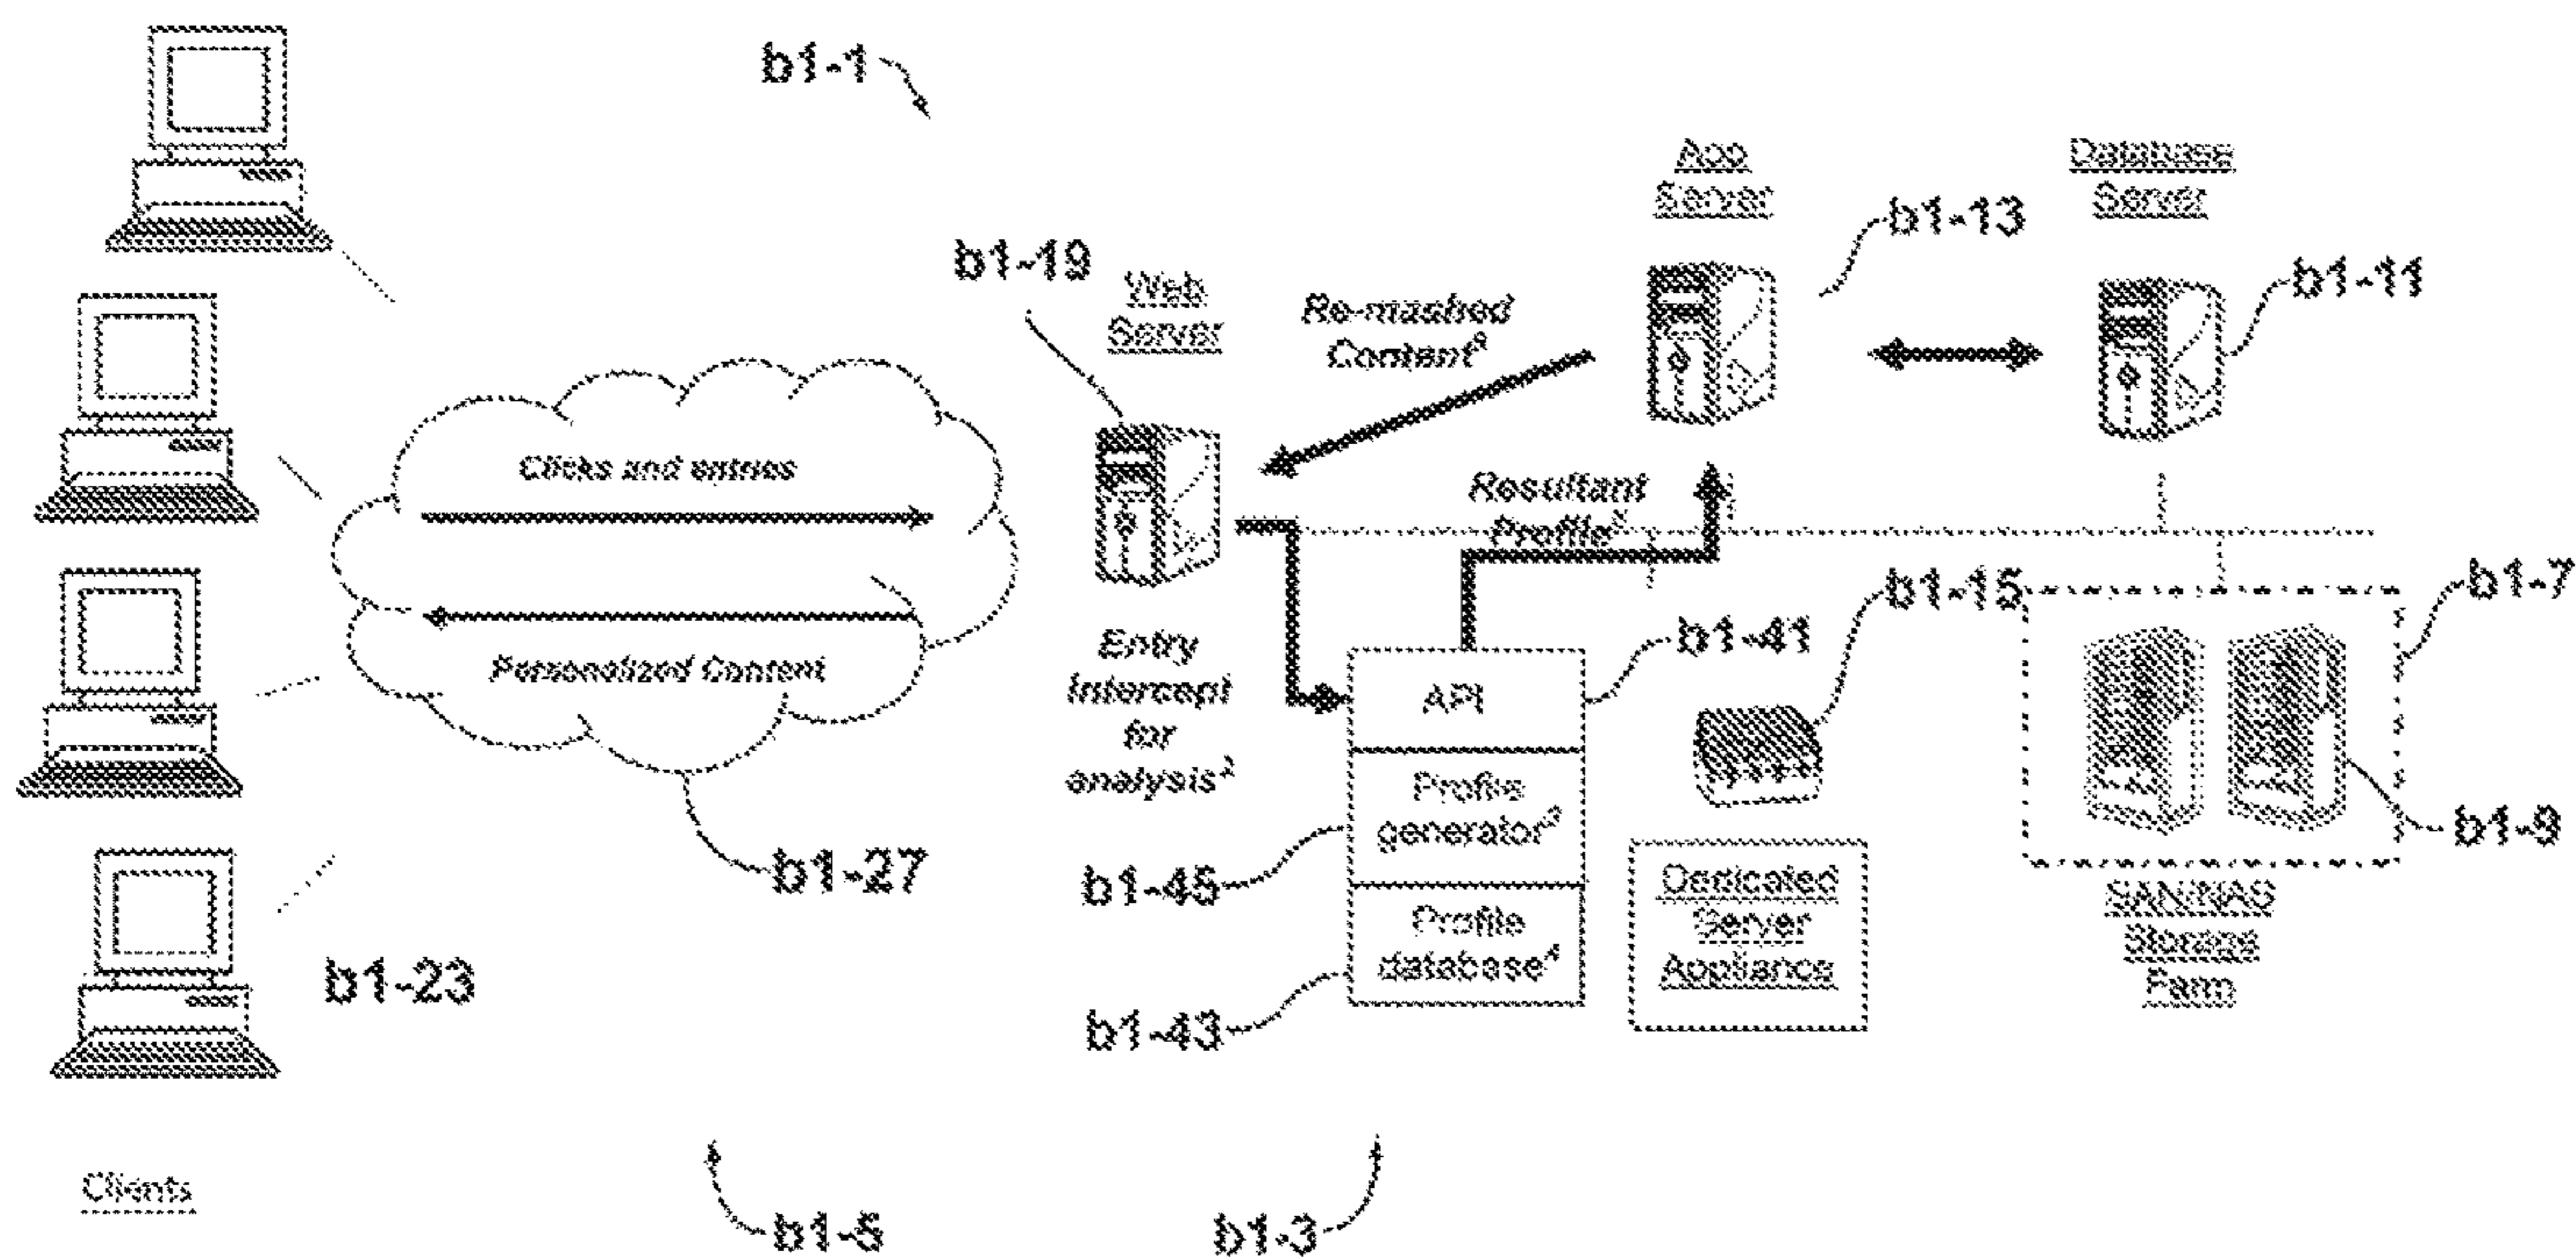 b1-1
App
Server
Database
Server
b1-13
b1-19
Web
Server
Re-mashed
Content
b1-11
Clicks and entries
Resultant
Profile
Personalized Content
Entry
Intercept
for
analysis²
b1-41
b1-15
b1-7
API
Profile
generator³
Profile
database⁴
b1-27
b1-45
b1-43
b1-9
Dedicated
Server
Appliance
SAN/NAS
Storage
Farm
b1-23
Clients
b1-5
b1-3